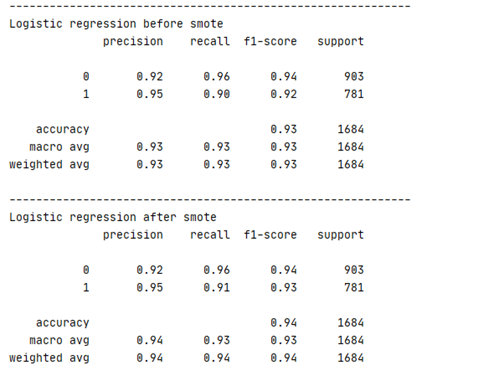 ------------------------------------------------------------
Logistic regression before smote
precision recall f1-score support
0 0.92 0.96 0.94 903
1 0.95 0.90 0.92 781
accuracy 0.93 1684
macro avg 0.93 0.93 0.93 1684
weighted avg 0.93 0.93 0.93 1684
------------------------------------------------------------
Logistic regression after smote
precision recall f1-score support
0 0.92 0.96 0.94 903
1 0.95 0.91 0.93 781
accuracy 0.94 1684
macro avg 0.94 0.93 0.93 1684
weighted avg 0.94 0.94 0.94 1684